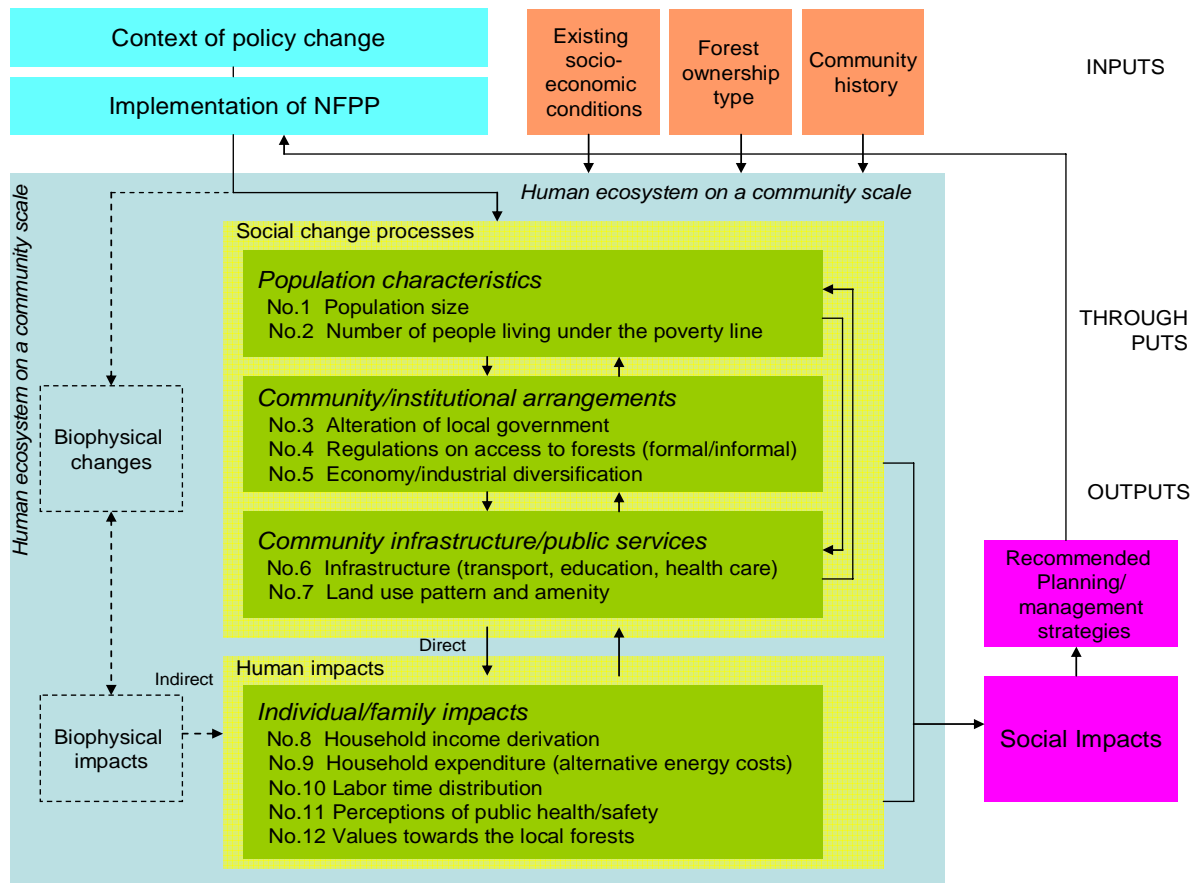 Context of policy change
Implementation of NFPP
Existing
socio-
economic
conditions
Forest
ownership
type
Community
history
INPUTS
Human ecosystem on a community scale
Human ecosystem on a community scale
Social change processes
Population characteristics
No.1 Population size
No.2 Number of people living under the poverty line
THROUGH
PUTS
Community/institutional arrangements
No.3 Alteration of local government
No.4 Regulations on access to forests (formal/informal)
No.5 Economy/industrial diversification
Biophysical
changes
OUTPUTS
Community infrastructure/public services
No.6 Infrastructure (transport, education, health care)
No.7 Land use pattern and amenity
Recommended
Planning/
management
strategies
Direct
Human impacts
Indirect
Individual/family impacts
No.8 Household income derivation
No.9 Household expenditure (alternative energy costs)
No.10 Labor time distribution
No.11 Perceptions of public health/safety
No.12 Values towards the local forests
Biophysical
impacts
Social Impacts